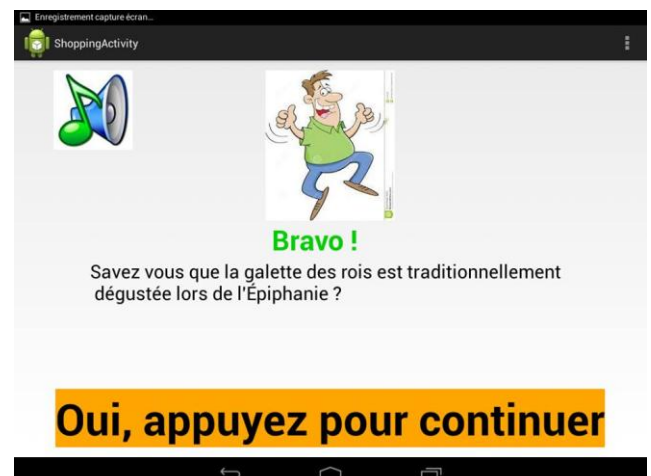 Enregistrement capture écran...
ShoppingActivity
Bravo !
Savez vous que la galette des rois est traditionnellement
dégustée lors de l'Épiphanie ?
Oui, appuyez pour continuer